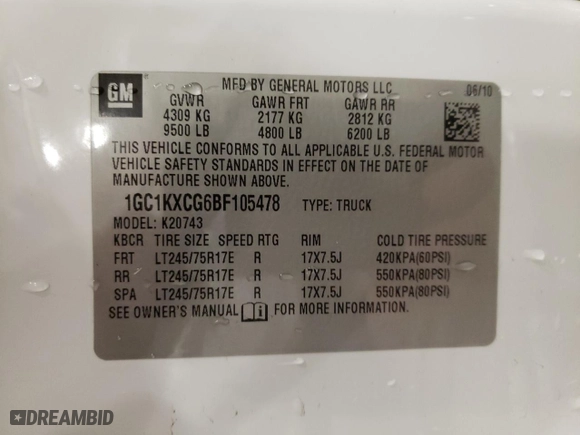 GM
MFD BY GENERAL MOTORS LLC 06/10
GVWR GAWR FRT GAWR RR
4309 KG 2177 KG 2812 KG
9500 LB 4800 LB 6200 LB
THIS VEHICLE CONFORMS TO ALL APPLICABLE U.S. FEDERAL MOTOR
VEHICLE SAFETY STANDARDS IN EFFECT ON THE DATE OF
MANUFACTURE SHOWN ABOVE.
1GC1KXCG6BF105478 TYPE: TRUCK
MODEL: K20743
KBCR TIRE SIZE SPEED RTG RIM COLD TIRE PRESSURE
FRT LT245/75R17E R 17X7.5J 420KPA(60PSI)
RR LT245/75R17E R 17X7.5J 550KPA(80PSI)
SPA LT245/75R17E R 17X7.5J 550KPA(80PSI)
SEE OWNER'S MANUAL FOR MORE INFORMATION.
DREAMBID